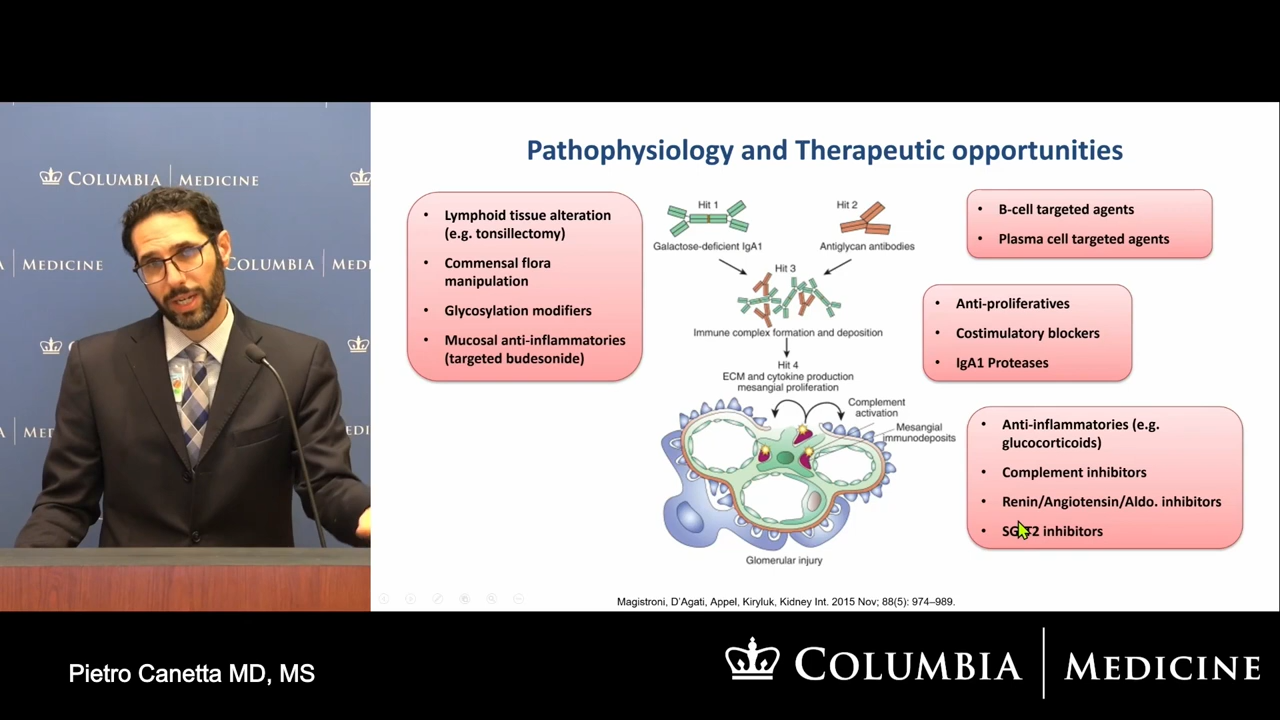 COLUMBIA | MEDICINE
MEDICINE
COLUMBIA MEDI
MED
EDI
Pathophysiology and Therapeutic opportunities
• Lymphoid tissue alteration
(e.g. tonsillectomy)
• Commensal flora
manipulation
• Glycosylation modifiers
• Mucosal anti-inflammatories
(targeted budesonide)
Hit 1
Galactose-deficient IgA1
Hit 2
Antiglycan antibodies
Hit 3
Immune complex formation and deposition
Hit 4
ECM and cytokine production
mesangial proliferation
Complement
activation
Mesangial
immunodeposits
Glomerular injury
• B-cell targeted agents
• Plasma cell targeted agents
• Anti-proliferatives
• Costimulatory blockers
• IgA1 Proteases
• Anti-inflammatories (e.g.
glucocorticoids)
• Complement inhibitors
• Renin/Angiotensin/Aldo. inhibitors
• SGLT2 inhibitors
Magistroni, D'Agati, Appel, Kiryluk, Kidney Int. 2015 Nov; 88(5): 974–989.
Pietro Canetta MD, MS
COLUMBIA | MEDICINE